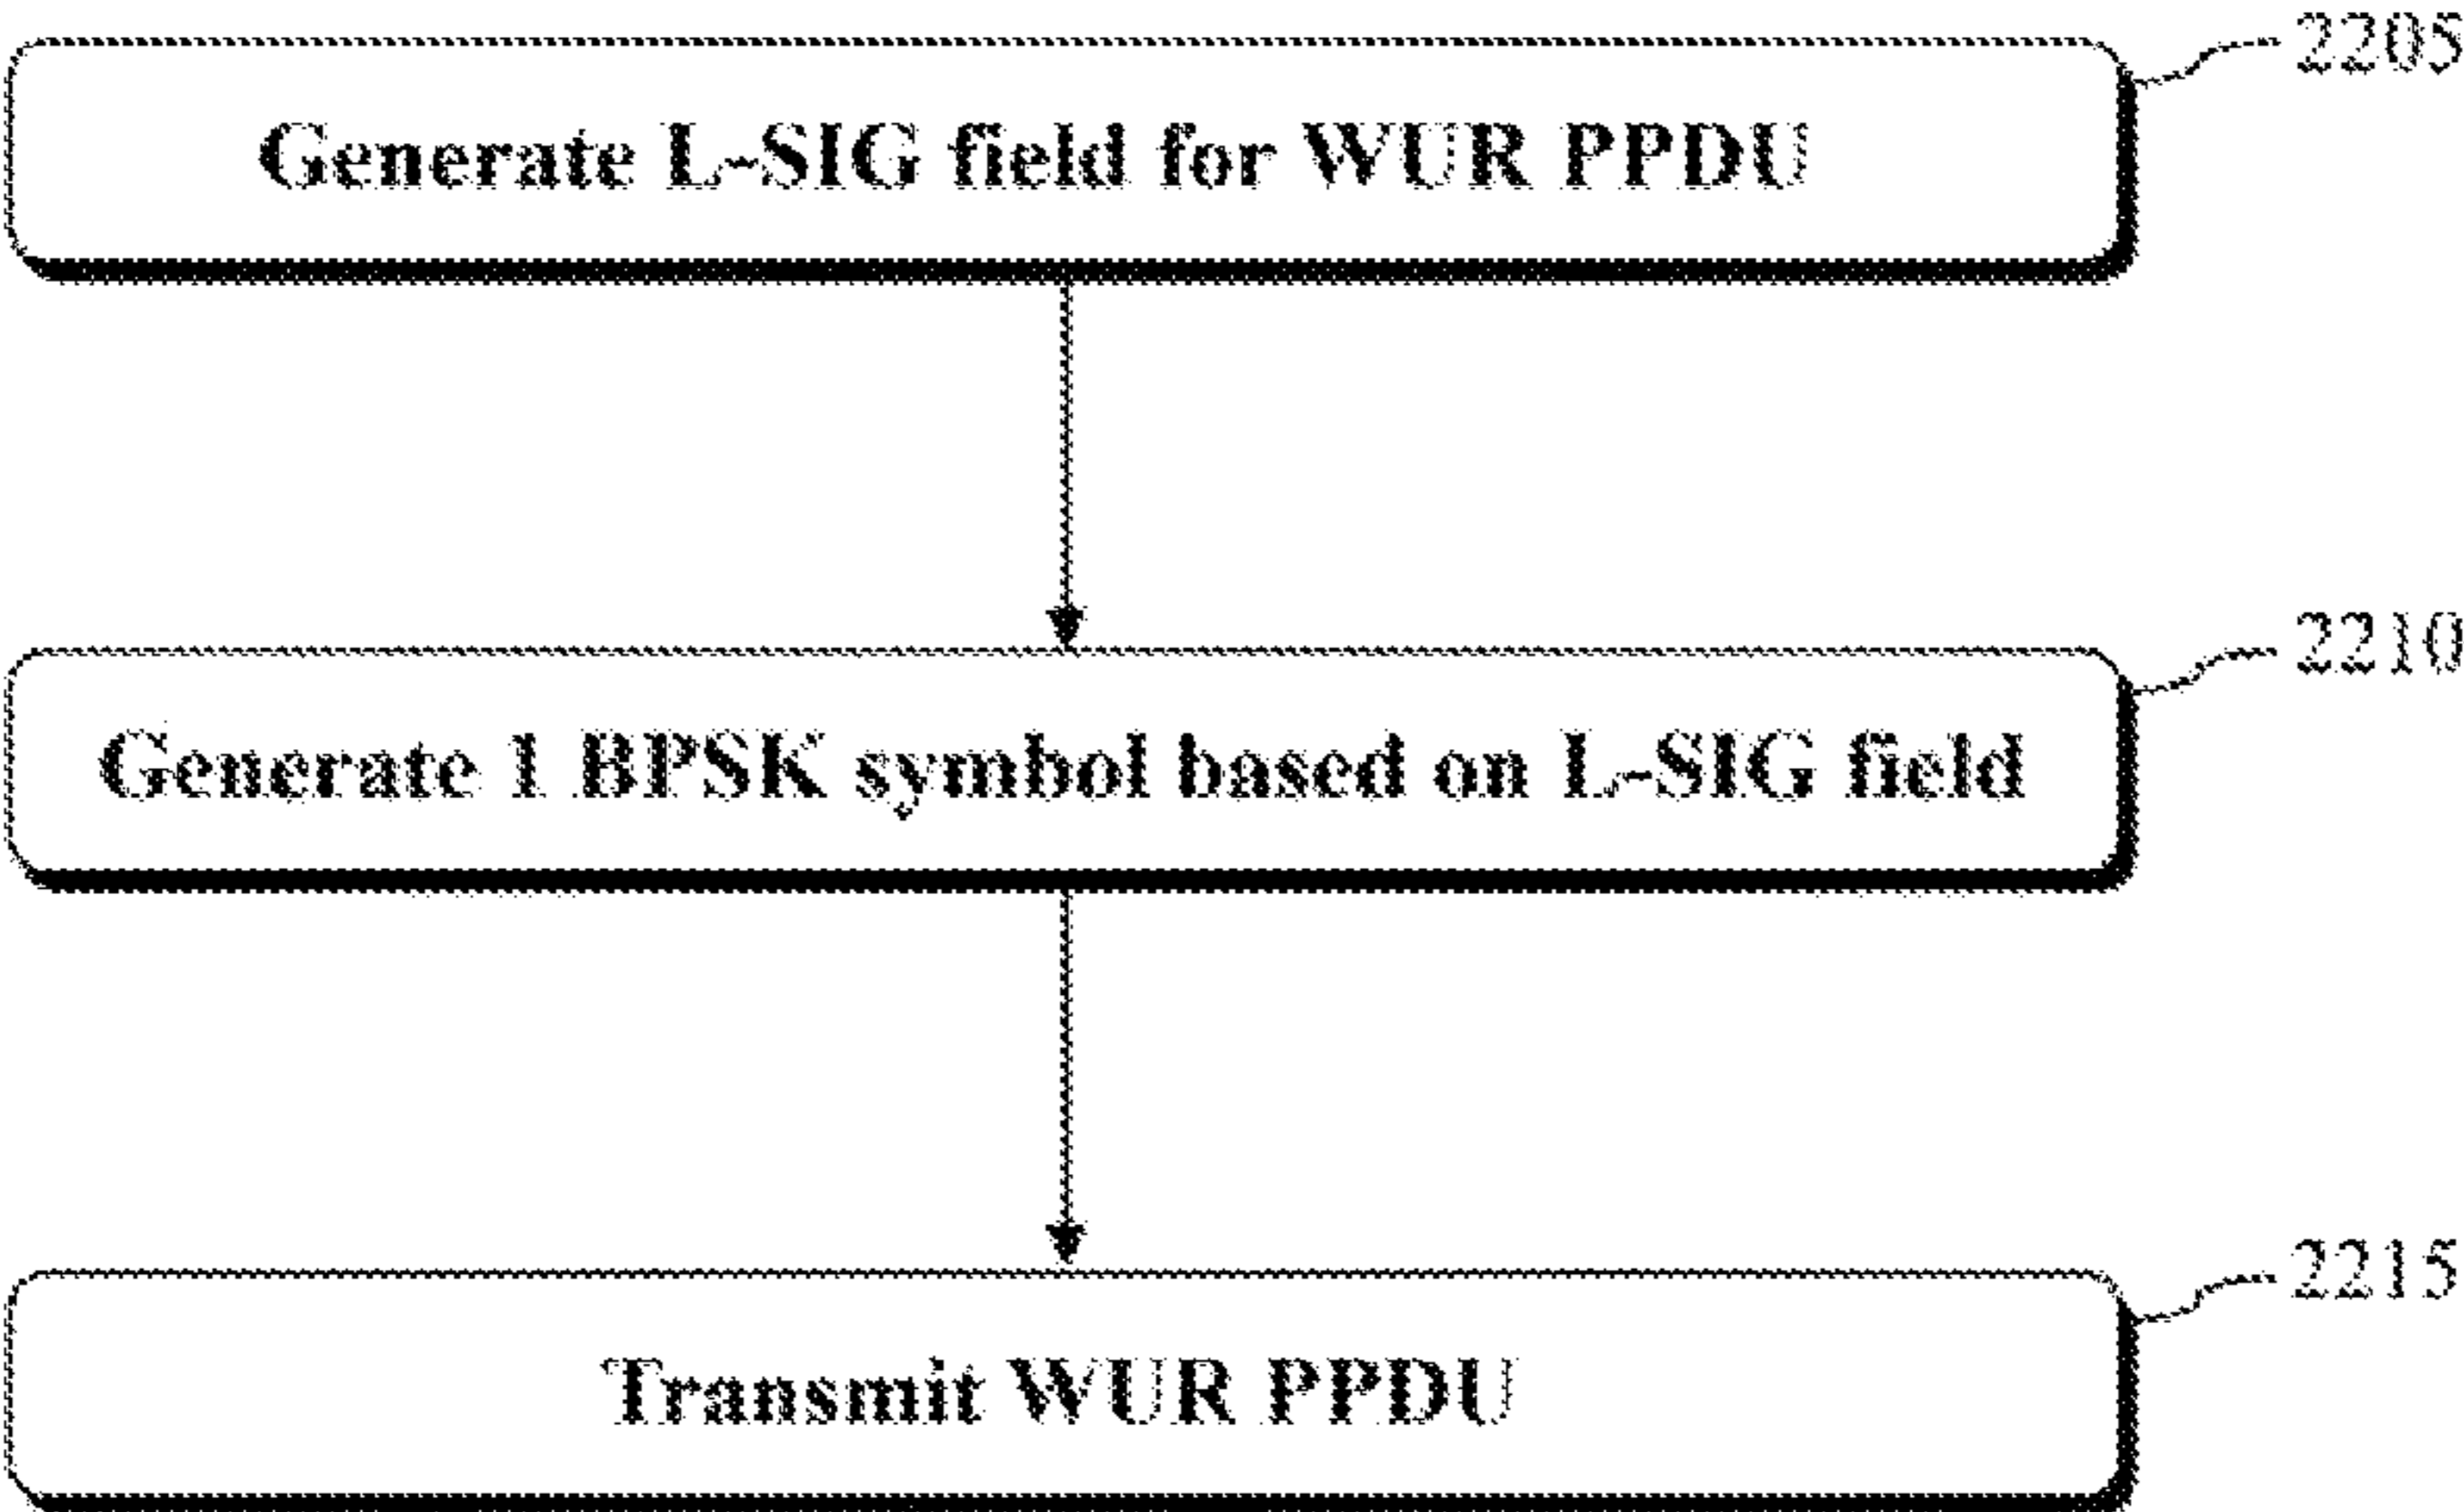 2205
Generate L-SIG field for WUR PPDU
2210
Generate 1 BPSK symbol based on L-SIG field
2215
Transmit WUR PPDU